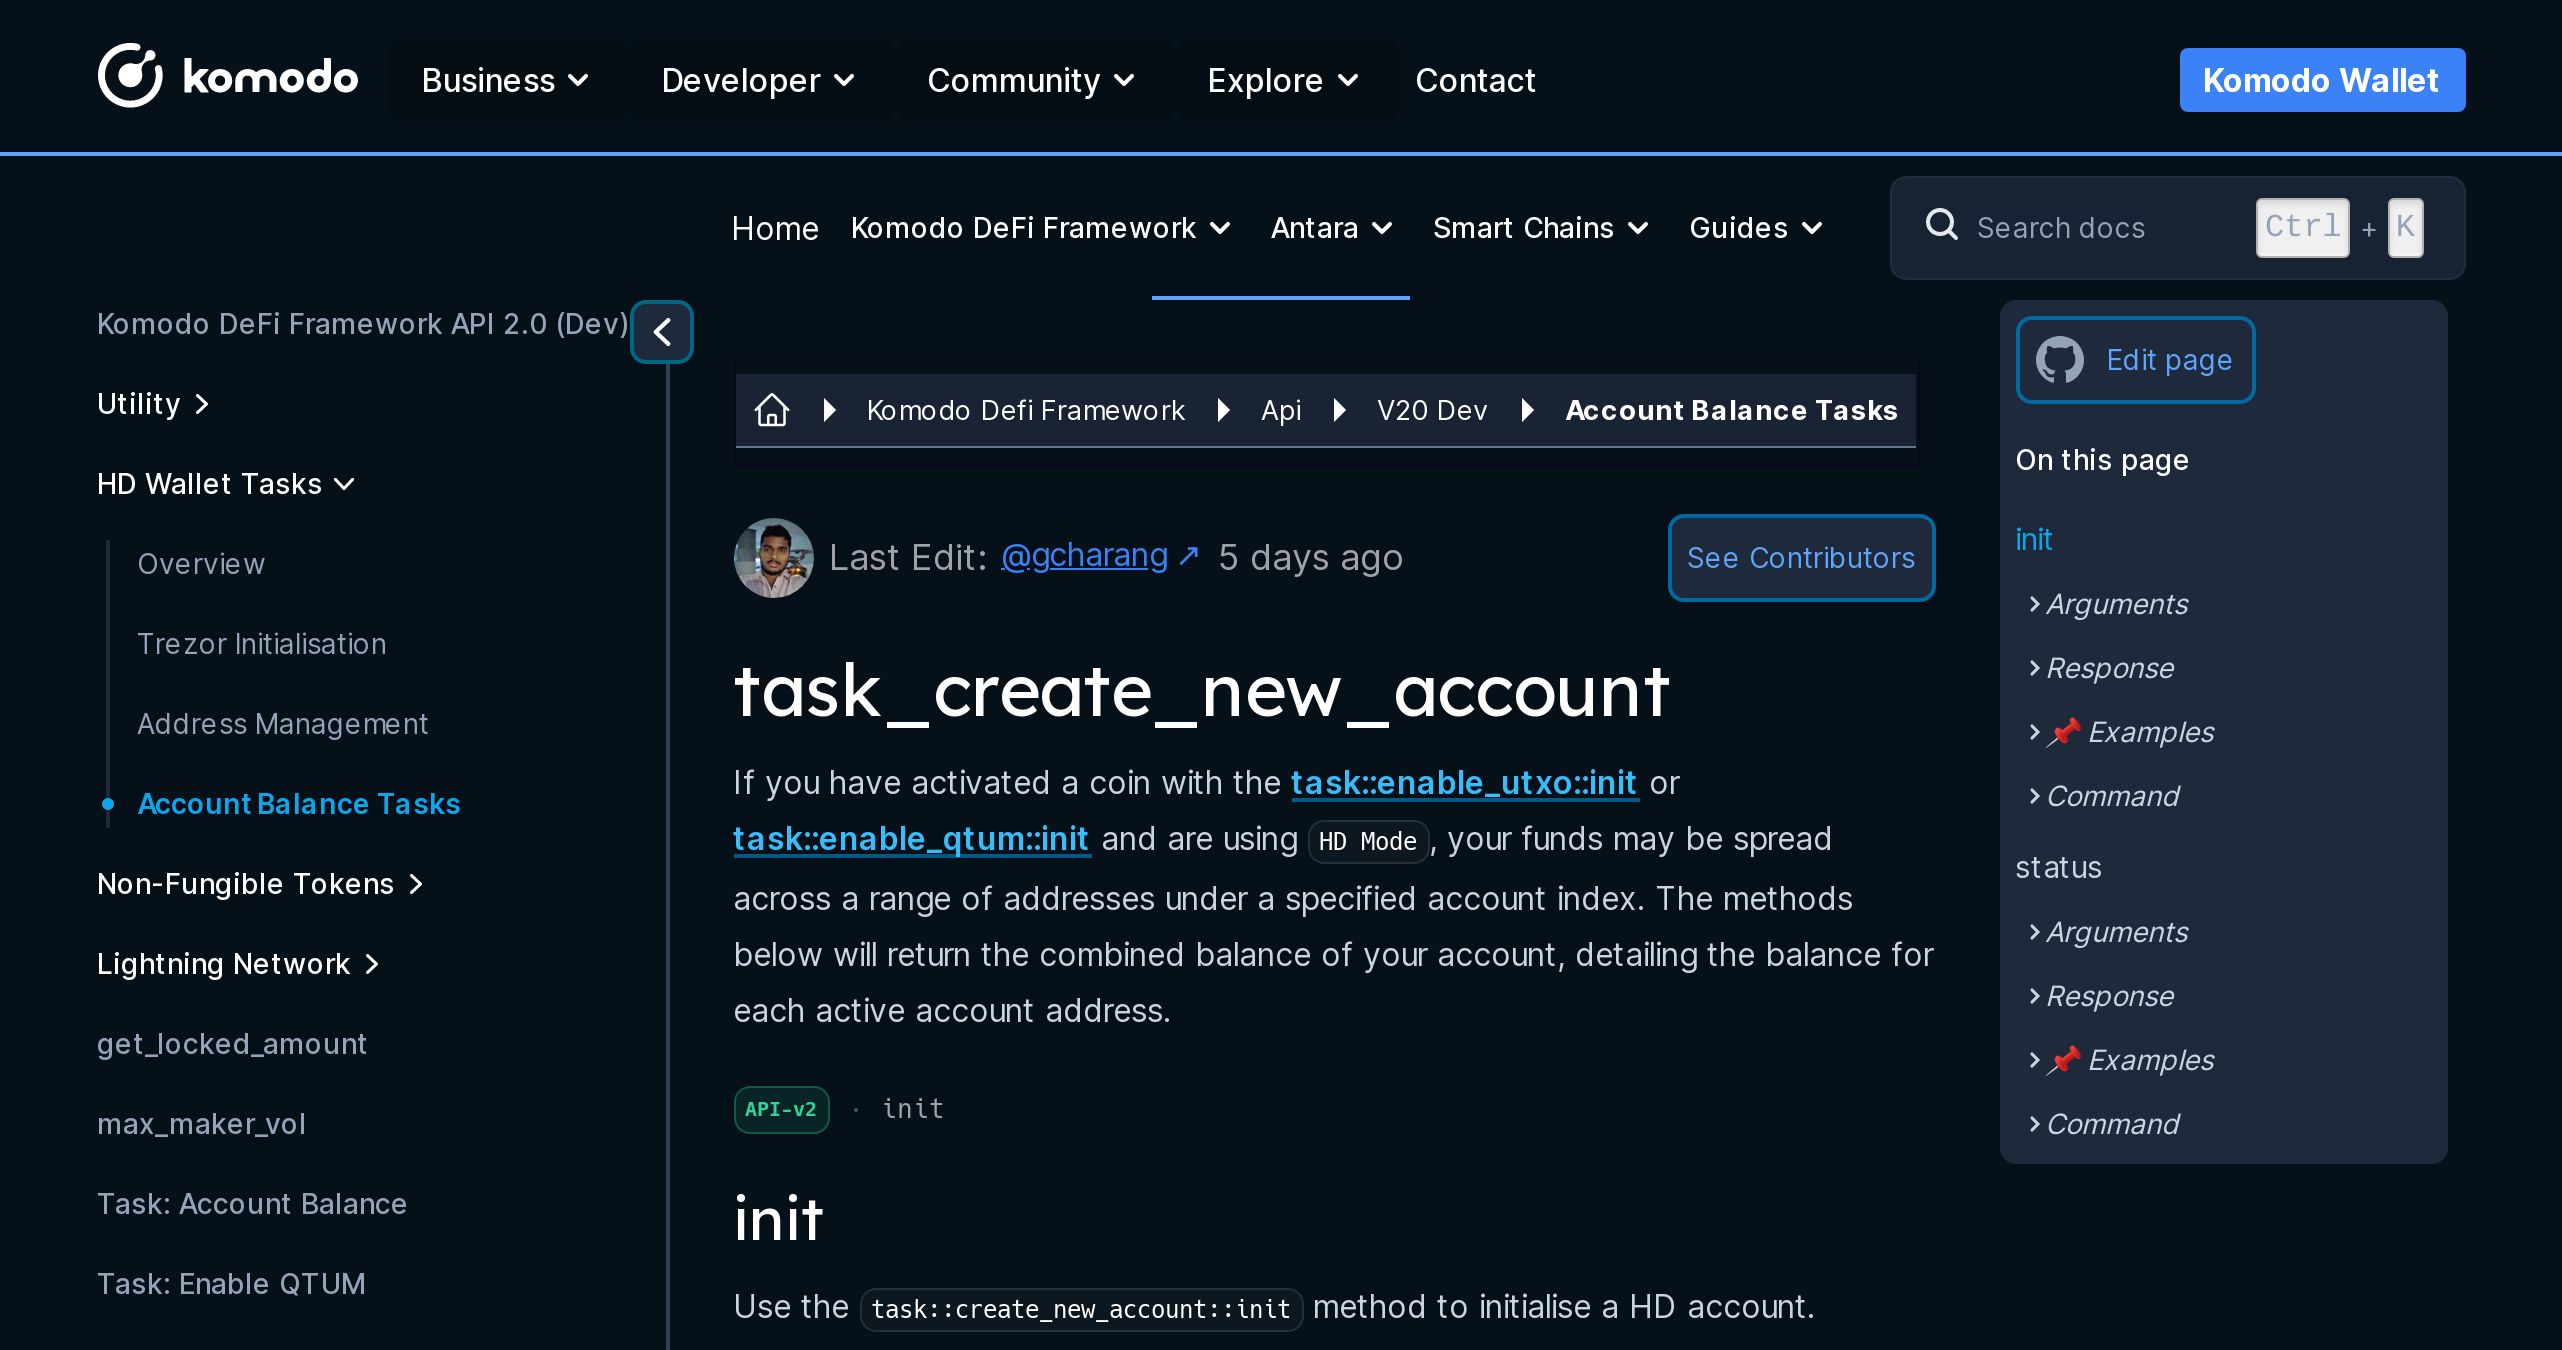 komodo
Business
Developer
Community
Explore
Contact
Komodo Wallet
Home
Komodo DeFi Framework
Antara
Smart Chains
Guides
Search docs
Ctrl + K
Komodo DeFi Framework API 2.0 (Dev)
Utility
HD Wallet Tasks
Overview
Trezor Initialisation
Address Management
Account Balance Tasks
Non-Fungible Tokens
Lightning Network
get_locked_amount
max_maker_vol
Task: Account Balance
Task: Enable QTUM
Komodo Defi Framework
Api
V20 Dev
Account Balance Tasks
Last Edit: @gcharang ↗ 5 days ago
See Contributors
task_create_new_account
If you have activated a coin with the task::enable_utxo::init or
task::enable_qtum::init and are using HD Mode, your funds may be spread
across a range of addresses under a specified account index. The methods
below will return the combined balance of your account, detailing the balance for
each active account address.
API-v2 · init
init
Use the task::create_new_account::init method to initialise a HD account.
Edit page
On this page
init
Arguments
Response
📌 Examples
Command
status
Arguments
Response
📌 Examples
Command